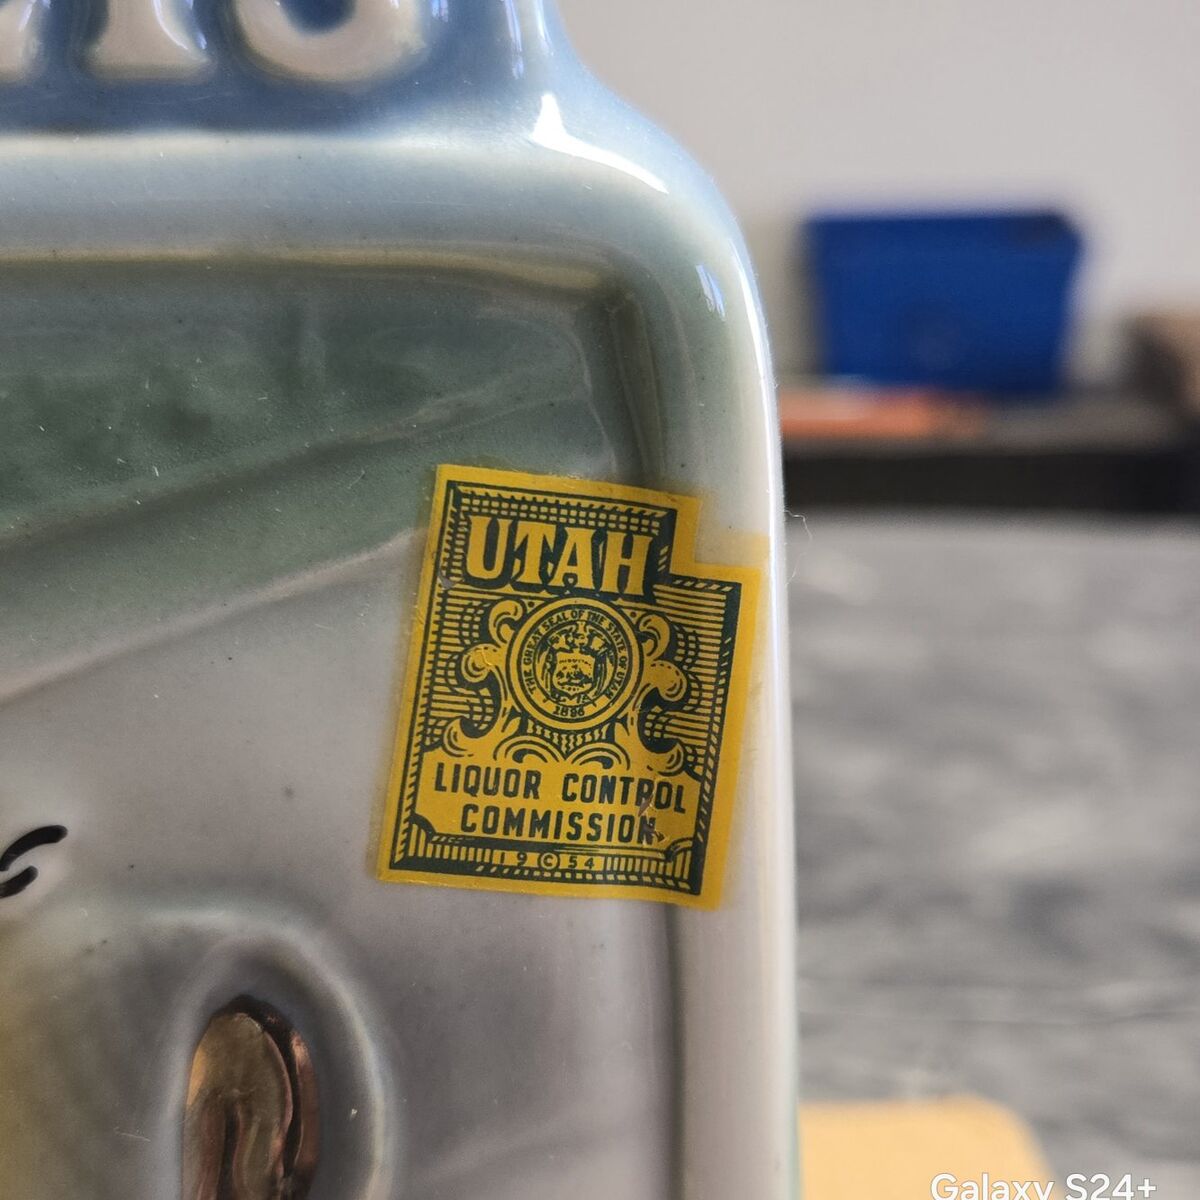 UTAH
THE GREAT SEAL OF THE STATE OF UTAH
1896
LIQUOR CONTROL
COMMISSION
19©54
Galaxy S24+